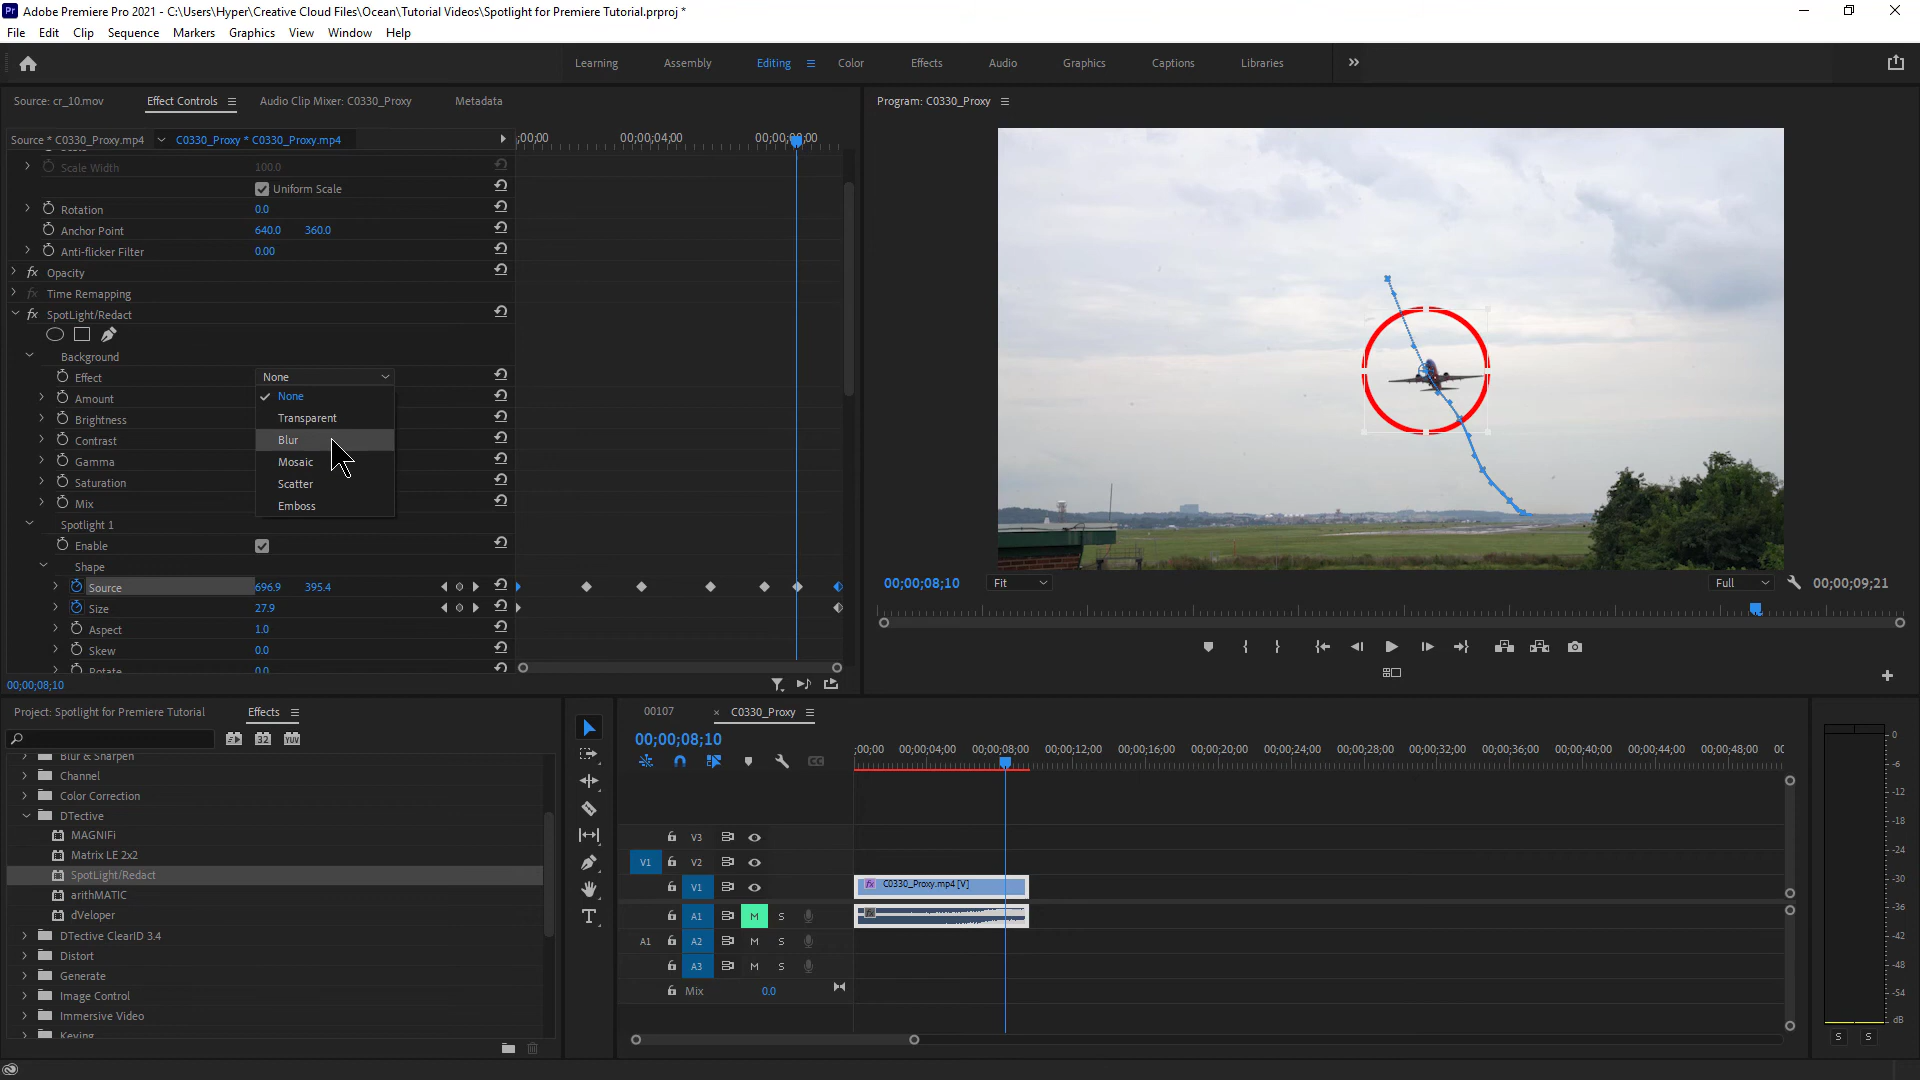 Pr Adobe Premiere Pro 2021 - C:\Users\Hyper\Creative Cloud Files\Ocean\Tutorial Videos\Spotlight for Premiere Tutorial.prproj *
File Edit Clip Sequence Markers Graphics View Window Help
Learning Assembly Editing Color Effects Audio Graphics Captions Libraries
Source: cr_10.mov Effect Controls Audio Clip Mixer: C0330_Proxy Metadata
Source * C0330_Proxy.mp4 C0330_Proxy * C0330_Proxy.mp4
;00;00 00;00;04;00
Scale Width 100.0
Uniform Scale
Rotation 0.0
Anchor Point 640.0 360.0
Anti-flicker Filter 0.00
fx Opacity
fx Time Remapping
fx SpotLight/Redact
Background
Effect None
Amount
Brightness
Contrast
Gamma
Saturation
Mix
None
Transparent
Blur
Mosaic
Scatter
Emboss
Spotlight 1
Enable
Shape
Source 696.9 395.4
Size 27.9
Aspect 1.0
Skew 0.0
Rotate 0.0
00;00;08;10
Program: C0330_Proxy
00;00;08;10 Fit Full 00;00;09;21
Project: Spotlight for Premiere Tutorial Effects
32 YUV
Blur & Sharpen
Channel
Color Correction
DTective
MAGNIFi
Matrix LE 2x2
SpotLight/Redact
arithMATIC
dVeloper
DTective ClearID 3.4
Distort
Generate
Image Control
Immersive Video
Keying
00107 × C0330_Proxy
00;00;08;10
;00;00 00;00;04;00 00;00;08;00 00;00;12;00 00;00;16;00 00;00;20;00 00;00;24;00 00;00;28;00 00;00;32;00 00;00;36;00 00;00;40;00 00;00;44;00 00;00;48;00 00
V3
V1 V2
V1 fx C0330_Proxy.mp4 [V]
A1 M S
A1 A2 M S
A3 M S
Mix 0.0
0
-6
-12
-18
-24
-30
-36
-42
-48
-54
dB
S S